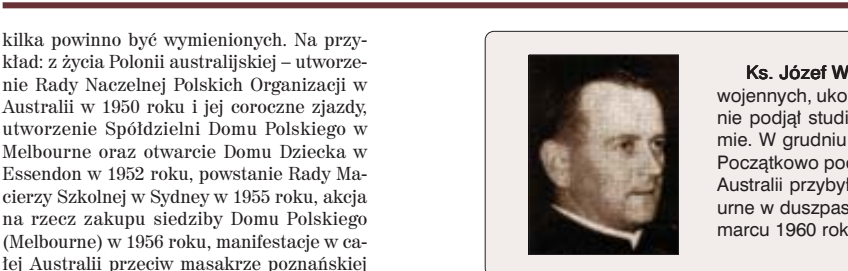 kilka powinno być wymienionych. Na przy-
kład: z życia Polonii australijskiej – utworze-
nie Rady Naczelnej Polskich Organizacji w
Australii w 1950 roku i jej coroczne zjazdy,
utworzenie Spółdzielni Domu Polskiego w
Melbourne oraz otwarcie Domu Dziecka w
Essendon w 1952 roku, powstanie Rady Ma-
cierzy Szkolnej w Sydney w 1955 roku, akcja
na rzecz zakupu siedziby Domu Polskiego
(Melbourne) w 1956 roku, manifestacje w ca-
łej Australii przeciw masakrze poznańskiej
Ks. Józef W
wojennych, uko
nie podjął studi
mie. W grudniu
Początkowo poc
Australii przybył
urne w duszpas
marcu 1960 rok